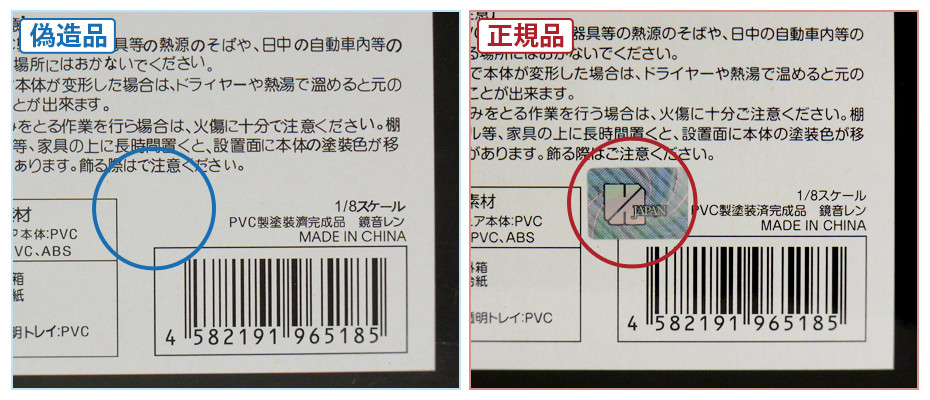 偽造品
具等の熱源のそばや、日中の自動車內等の
場所にはおかないでください。
本体が変形した場合は、ドライヤーや熱湯で溫めると元の
とが出來ます。
みをとる作業を行ら場合は、火傷に十分で注意ください。棚
等、家具の上に長時間置くと、設置面に本体の塗装色が移
あります。飾る際はで注意ください。
素材
ア本体:PVC
PVC、ABS
箱
紙
明トレイ:PVC
1/8スケール
PVC製塗装済完成品　鏡音レン
MADE IN CHINA
4 582191 965185
正規品
器具等の熱源のそばや、日中の自動車内等の
る場所にはおかないでください。
で本体が変形した場合は、ドライヤーや熱湯で温めると元の
ことが出来ます。
みをとる作業を行う場合は、火傷に十分ご注意ください。棚
ル等、家具の上に長時間置くと、設置面に本体の塗装色が移
があります。飾る際はご注意ください。
JAPAN
素材
ュア本体:PVC
PVC、ABS
外箱
台紙
透明トレイ:PVC
1/8スケール
PVC製塗装済完成品　鏡音レン
MADE IN CHINA
4 582191 965185